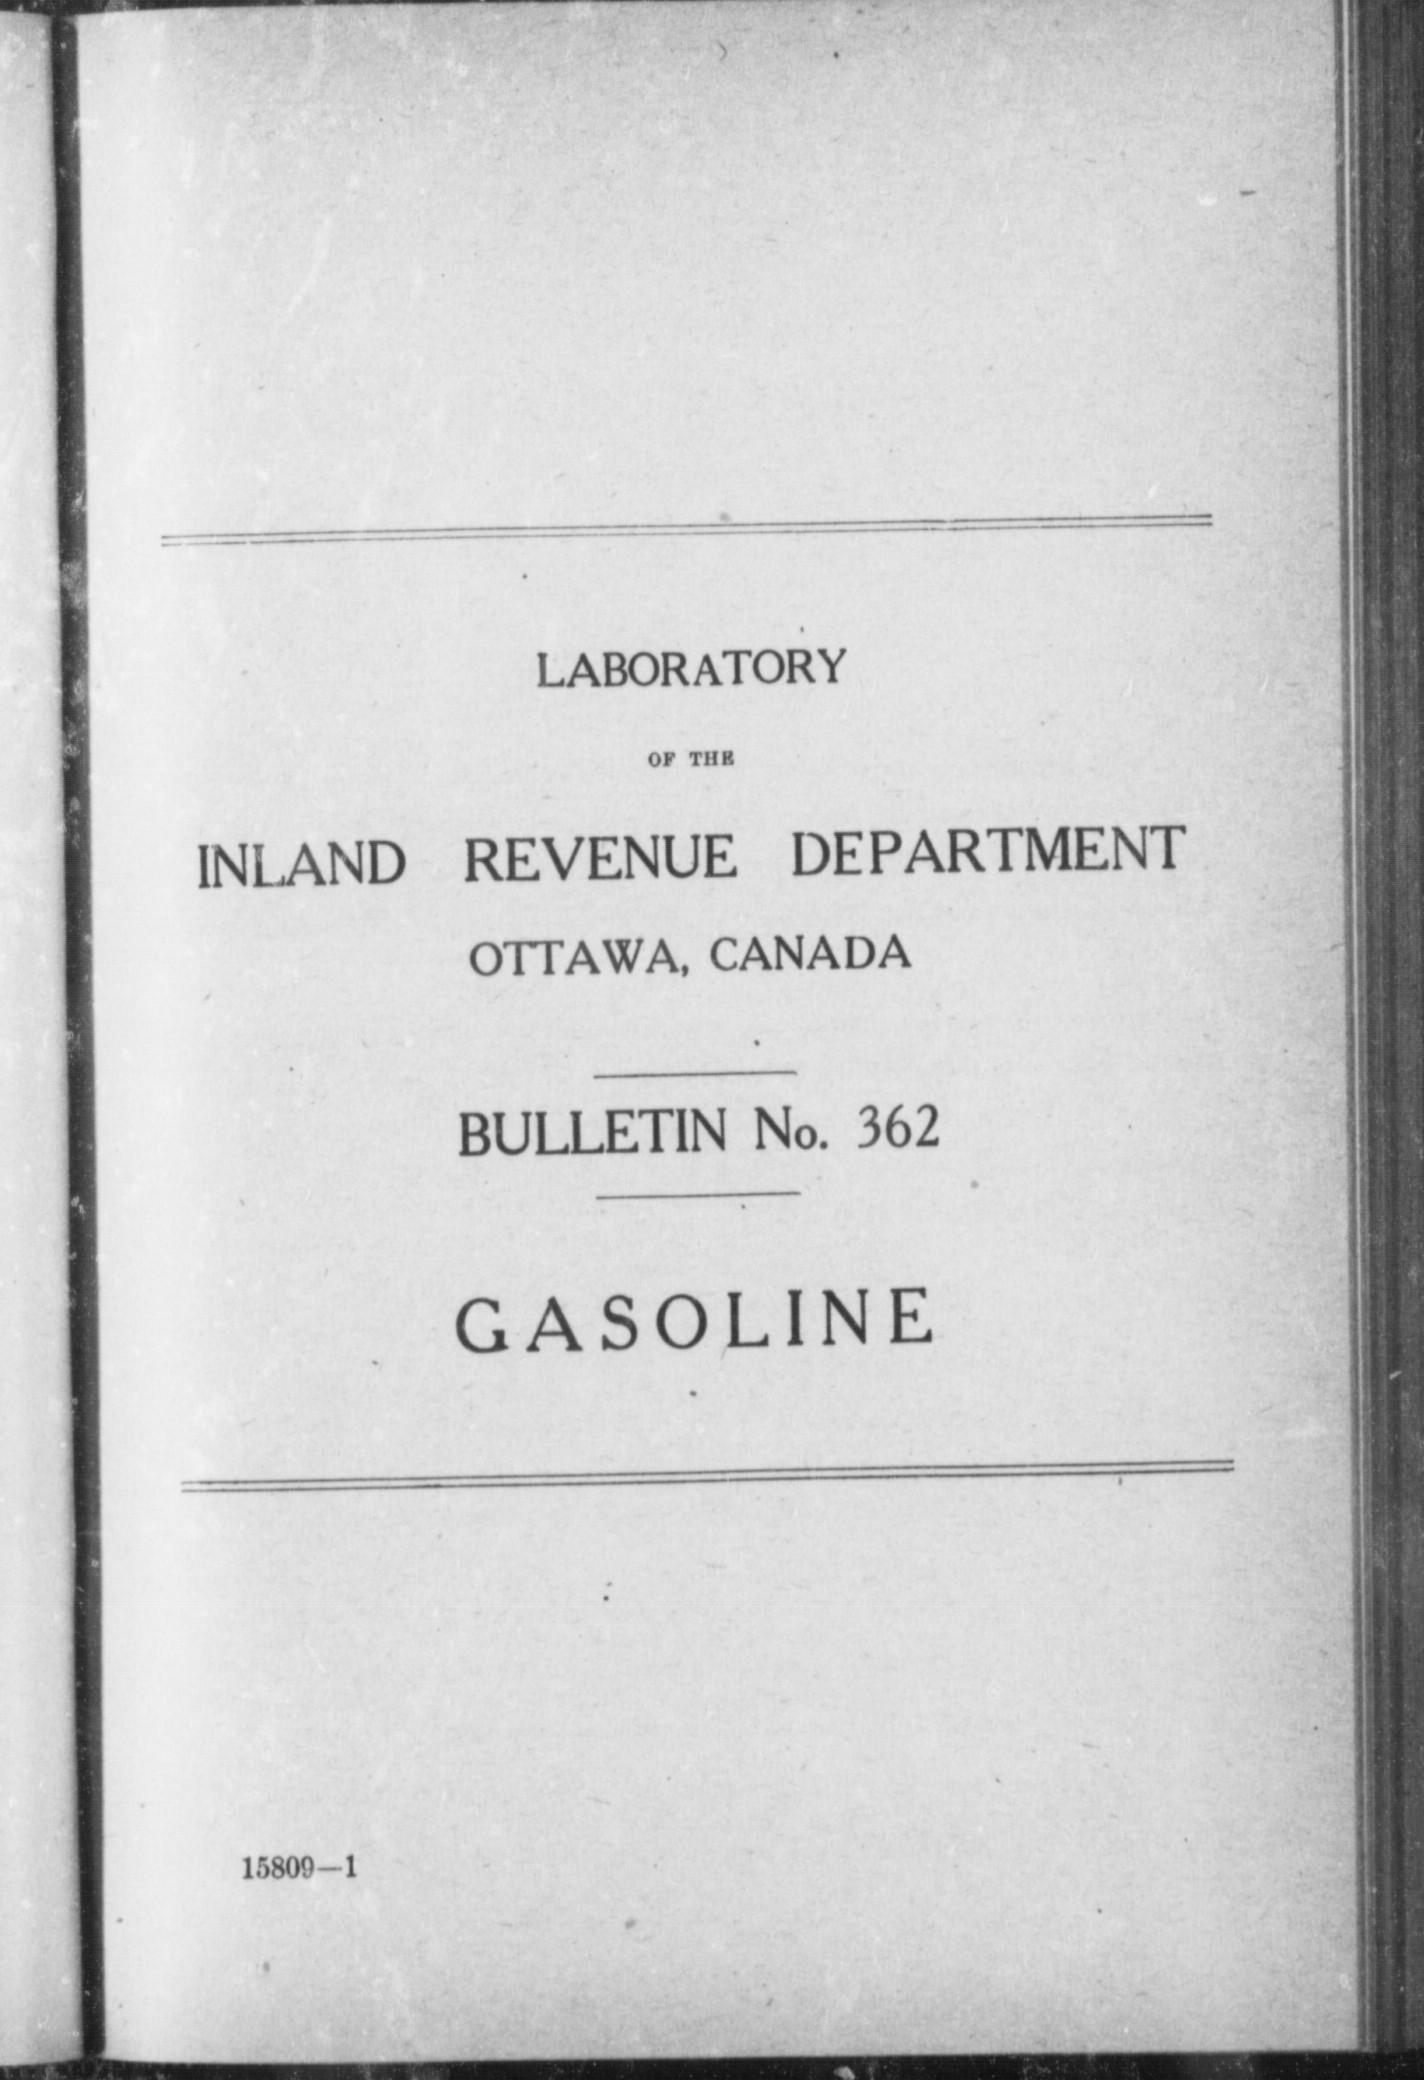 LABORATORY
OF THE
INLAND REVENUE DEPARTMENT
OTTAWA, CANADA
BULLETIN No. 362
GASOLINE
15809—1